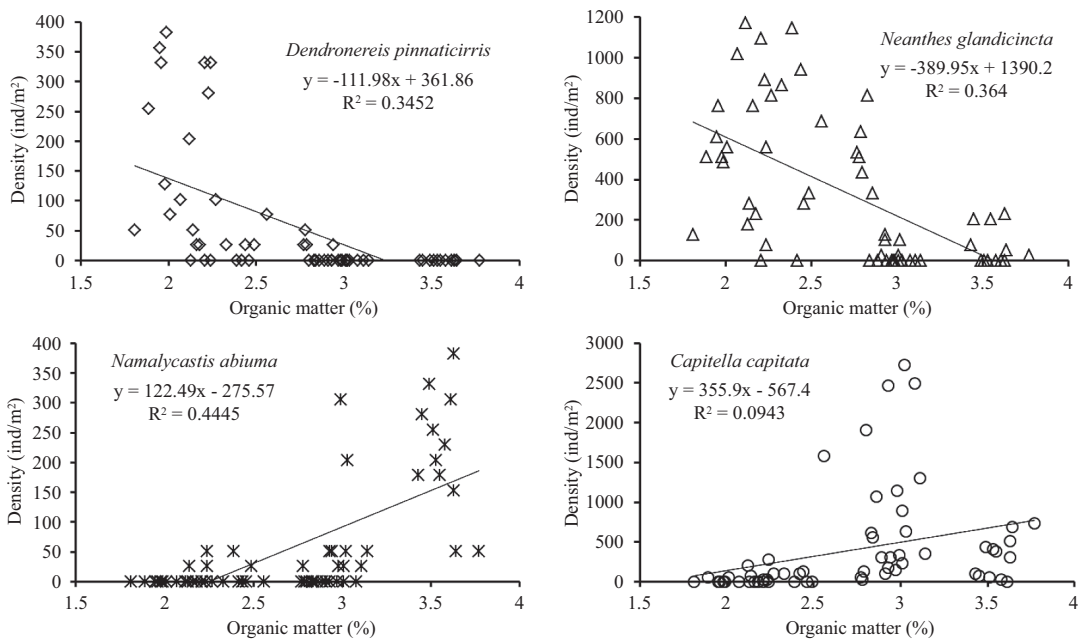 Dendronereis pinnaticirris
y = -111.98x + 361.86
R² = 0.3452
Density (ind/m²)
400
350
300
250
200
150
100
50
0
1.5 2 2.5 3 3.5 4
Organic matter (%)
Neanthes glandicincta
y = -389.95x + 1390.2
R² = 0.364
Density (ind/m²)
1200
1000
800
600
400
200
0
1.5 2 2.5 3 3.5 4
Organic matter (%)
Namalycastis abiuma
y = 122.49x - 275.57
R² = 0.4445
Density (ind/m²)
400
350
300
250
200
150
100
50
0
1.5 2 2.5 3 3.5 4
Organic matter (%)
Capitella capitata
y = 355.9x - 567.4
R² = 0.0943
Density (ind/m²)
3000
2500
2000
1500
1000
500
0
1.5 2 2.5 3 3.5 4
Organic matter (%)